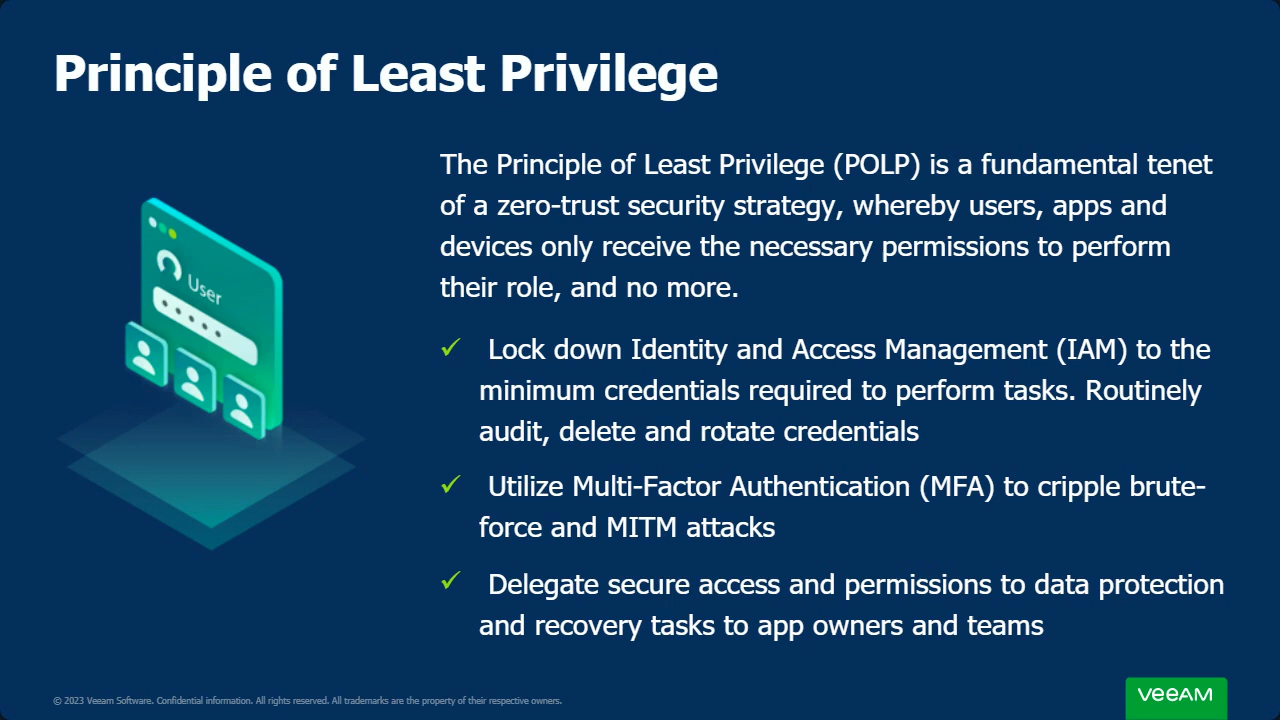 Principle of Least Privilege
The Principle of Least Privilege (POLP) is a fundamental tenet
of a zero-trust security strategy, whereby users, apps and
devices only receive the necessary permissions to perform
their role, and no more.
User
✓ Lock down Identity and Access Management (IAM) to the
minimum credentials required to perform tasks. Routinely
audit, delete and rotate credentials
✓ Utilize Multi-Factor Authentication (MFA) to cripple brute-
force and MITM attacks
✓ Delegate secure access and permissions to data protection
and recovery tasks to app owners and teams
© 2023 Veeam Software. Confidential information. All rights reserved. All trademarks are the property of their respective owners.
veeAM